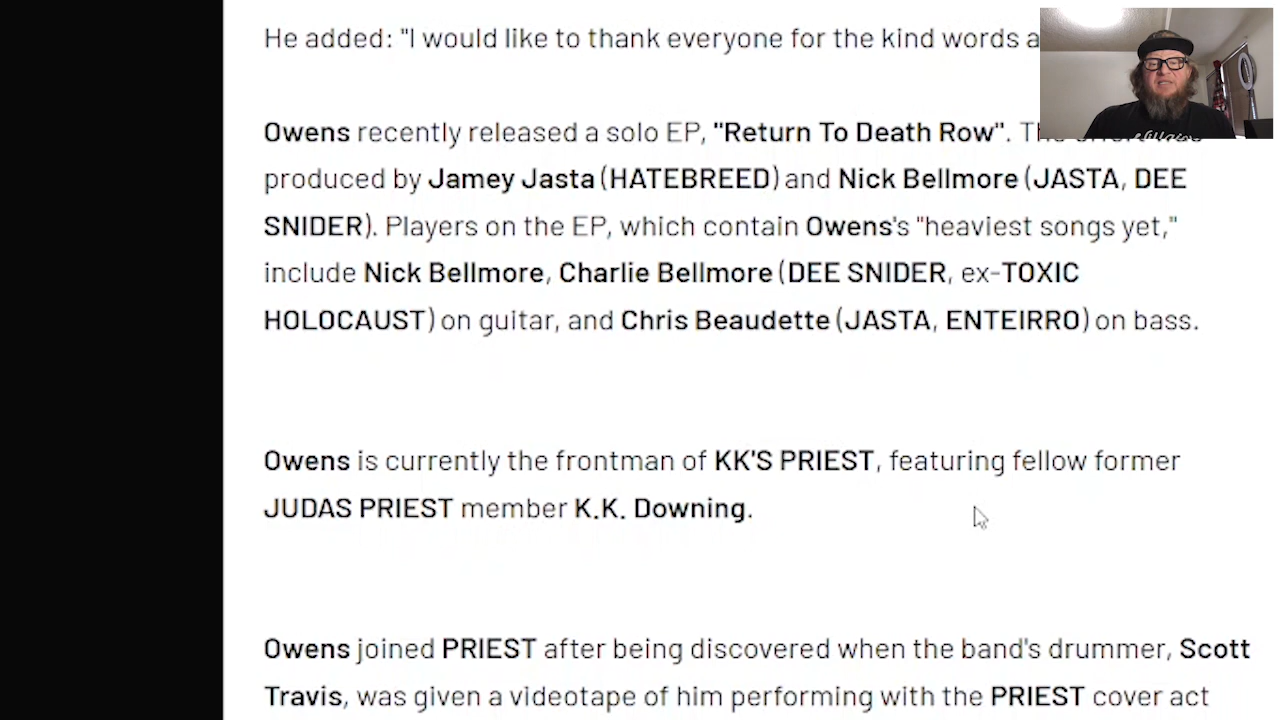 He added: "I would like to thank everyone for the kind words a
Owens recently released a solo EP, "Return To Death Row". The effort was
produced by Jamey Jasta (HATEBREED) and Nick Bellmore (JASTA, DEE
SNIDER). Players on the EP, which contain Owens's "heaviest songs yet,"
include Nick Bellmore, Charlie Bellmore (DEE SNIDER, ex-TOXIC
HOLOCAUST) on guitar, and Chris Beaudette (JASTA, ENTEIRRO) on bass.
Owens is currently the frontman of KK'S PRIEST, featuring fellow former
JUDAS PRIEST member K.K. Downing.
Owens joined PRIEST after being discovered when the band's drummer, Scott
Travis, was given a videotape of him performing with the PRIEST cover act